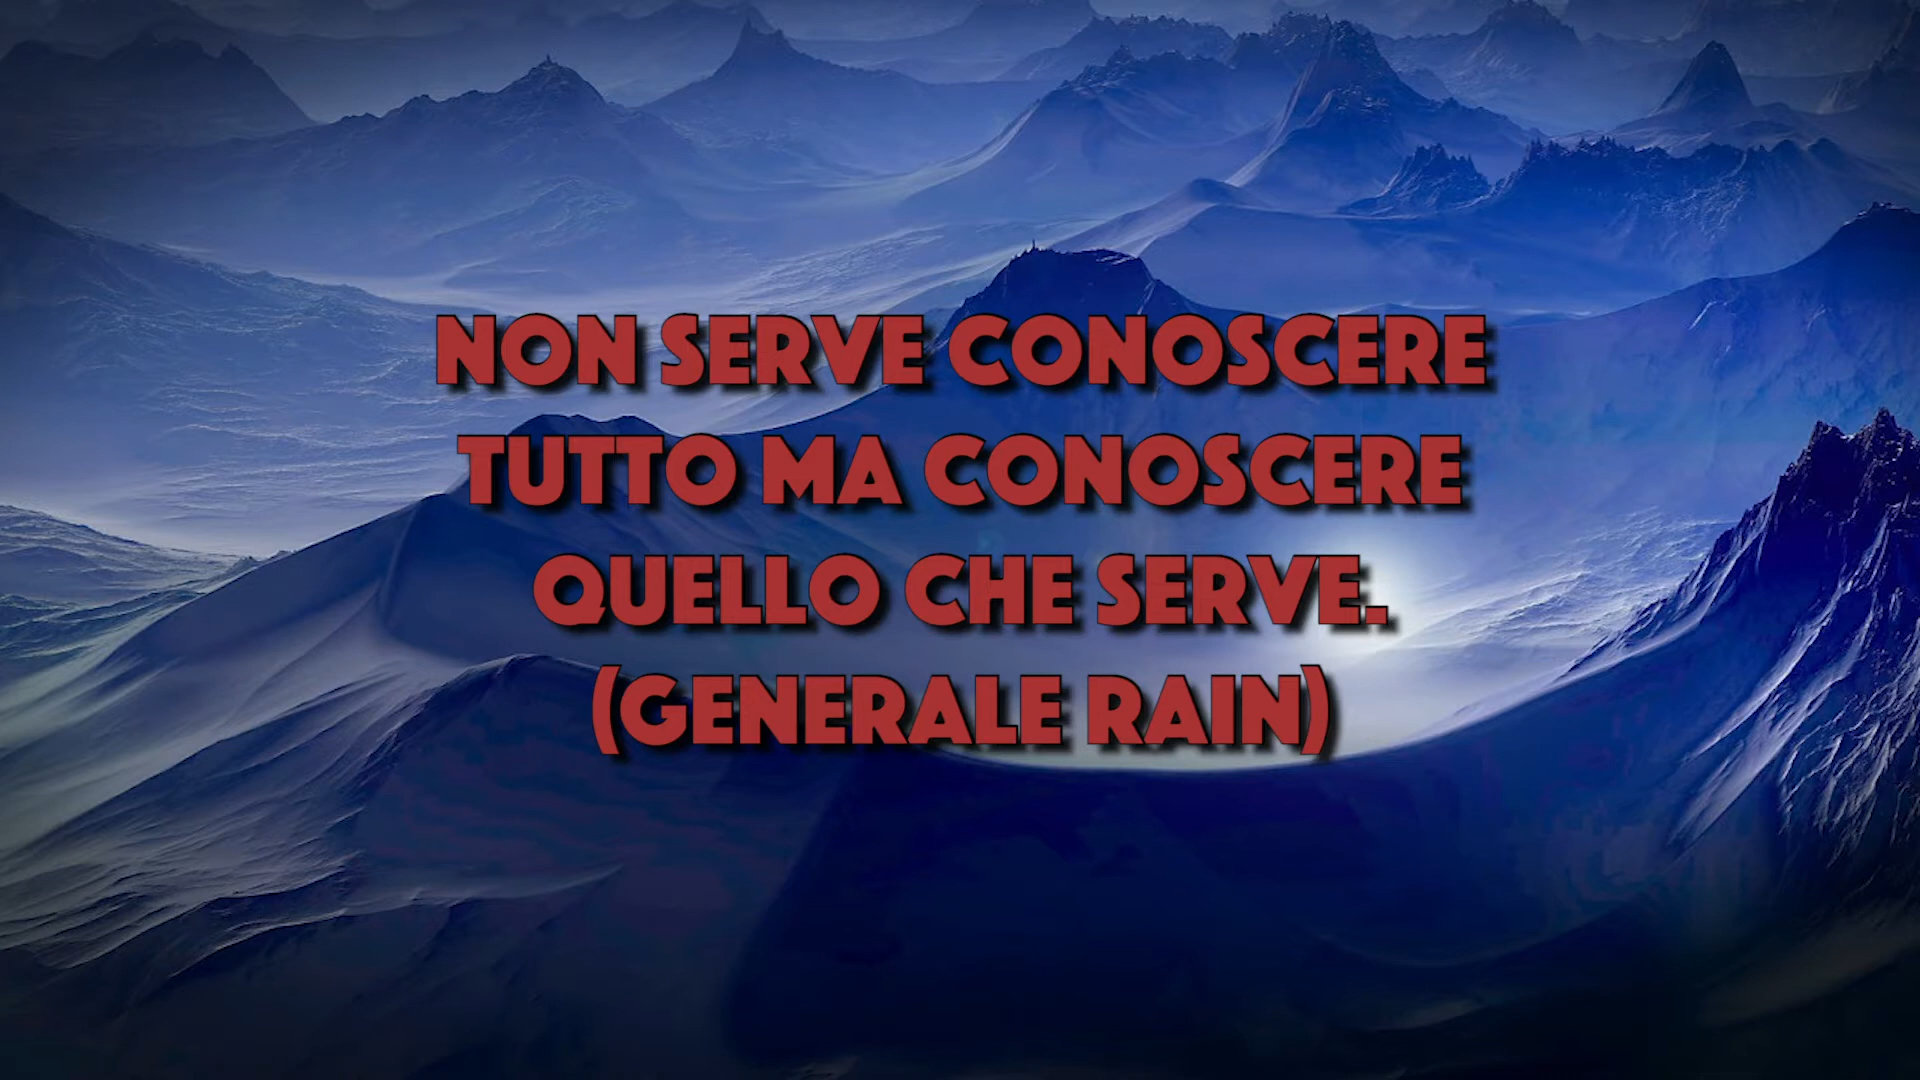 NON SERVE CONOSCERE
TUTTO MA CONOSCERE
QUELLO CHE SERVE.
(GENERALE RAIN)